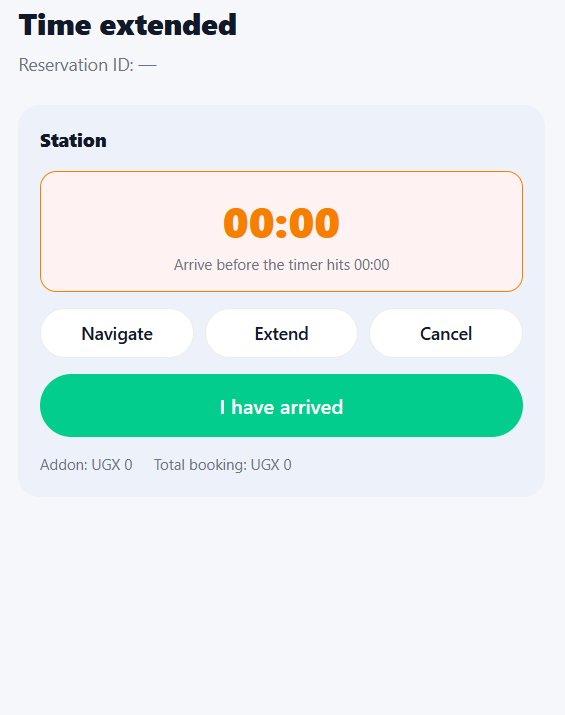 Time extended
Reservation ID: —
Station
00:00
Arrive before the timer hits 00:00
Navigate Extend Cancel
I have arrived
Addon: UGX 0 Total booking: UGX 0